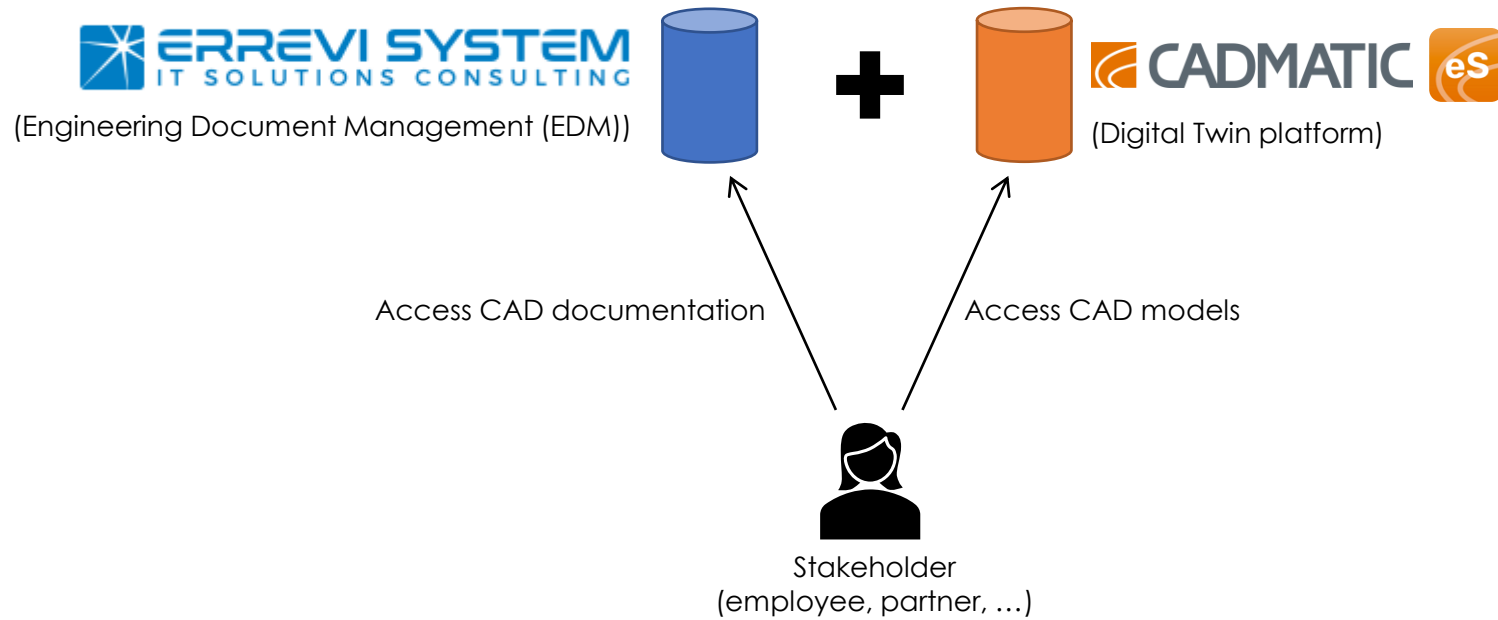 ERREVI SYSTEM
IT SOLUTIONS CONSULTING
(Engineering Document Management (EDM))
CADMATIC eS
(Digital Twin platform)
Access CAD documentation
Access CAD models
Stakeholder
(employee, partner, …)